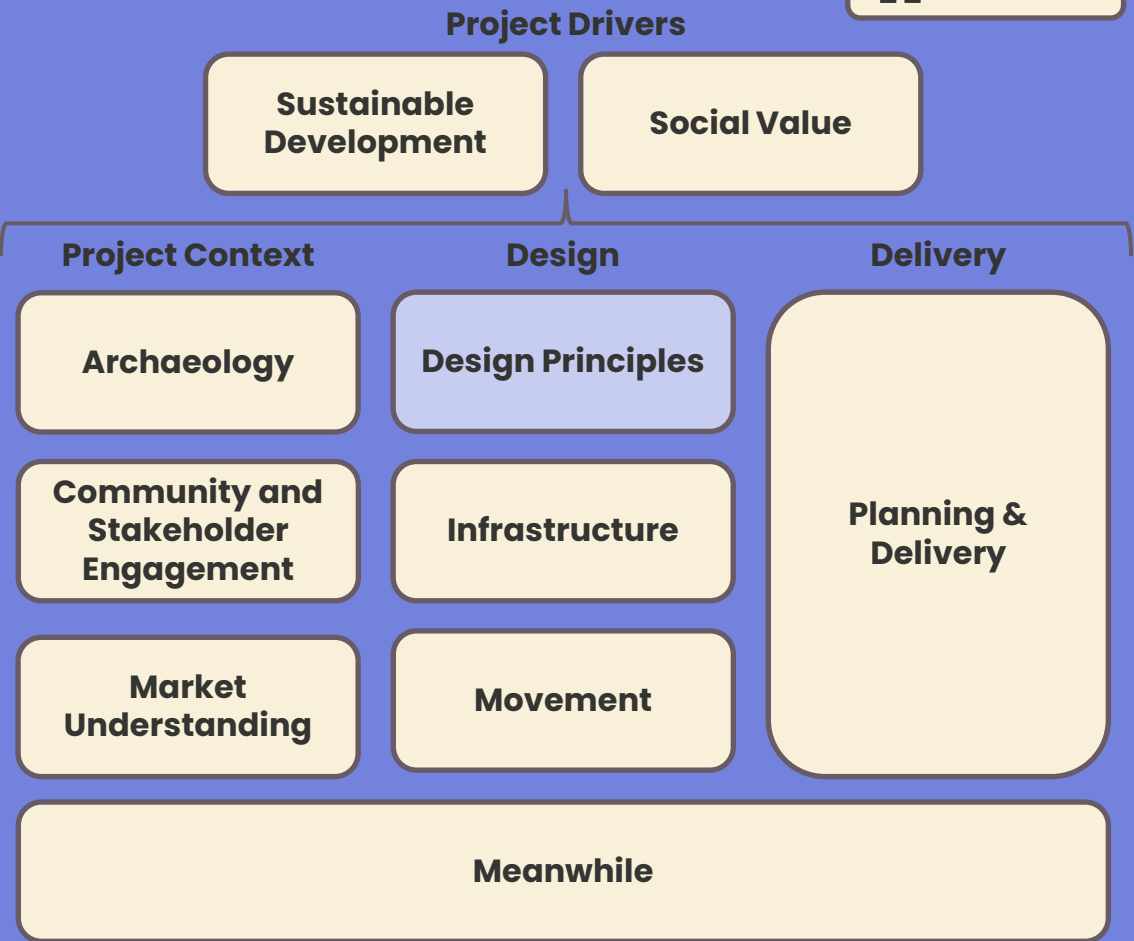 Project Drivers
Sustainable
Development
Social Value
Project Context
Design
Delivery
Archaeology
Design Principles
Community and
Stakeholder
Engagement
Infrastructure
Planning &
Delivery
Market
Understanding
Movement
Meanwhile